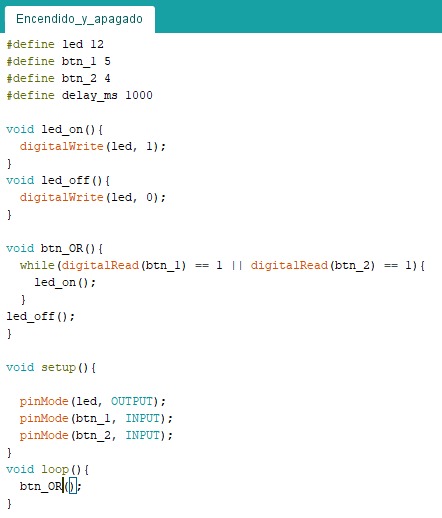 Encendido_y_apagado
#define led 12
#define btn_1 5
#define btn_2 4
#define delay_ms 1000
void led_on(){
digitalWrite(led, 1);
}
void led_off(){
digitalWrite(led, 0);
}
void btn_OR(){
while(digitalRead(btn_1) == 1 || digitalRead(btn_2) == 1){
led_on();
}
led_off();
}
void setup(){
pinMode(led, OUTPUT);
pinMode(btn_1, INPUT);
pinMode(btn_2, INPUT);
}
void loop(){
btn_OR();
}